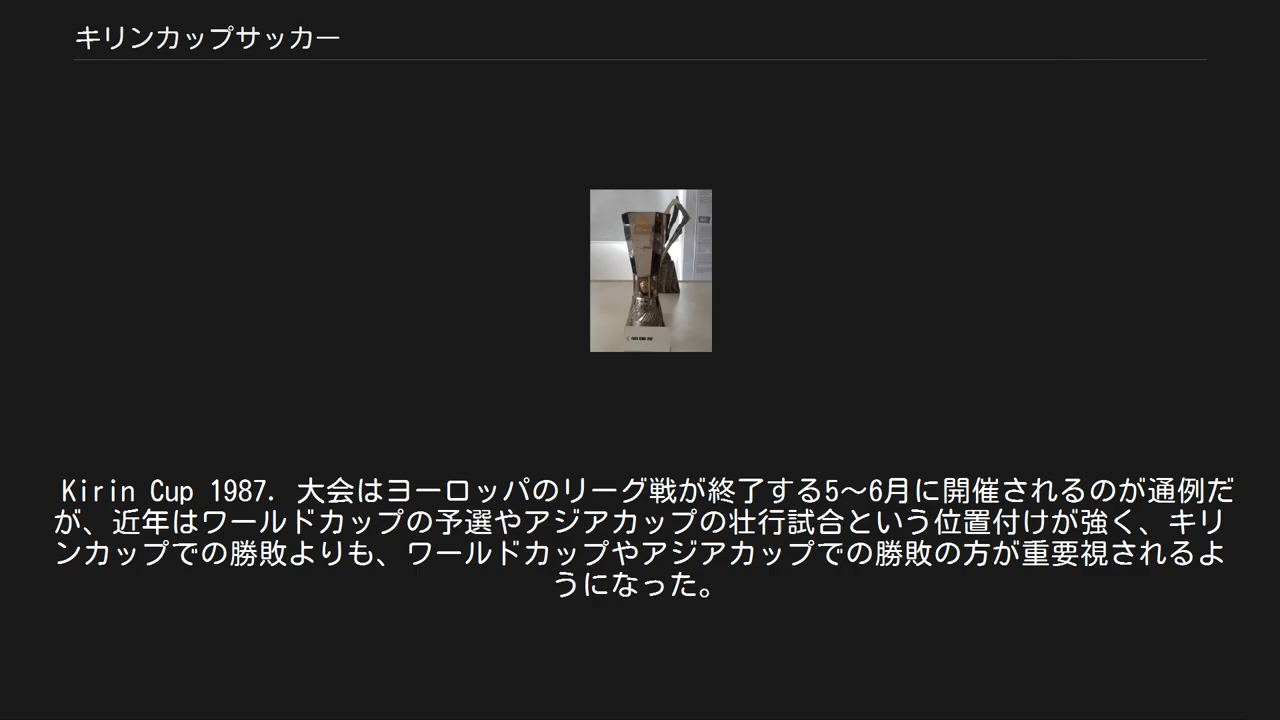 キリンカップサッカー
Kirin Cup 1987. 大会はヨーロッパのリーグ戦が終了する5〜6月に開催されるのが通例だ
が、近年はワールドカップの予選やアジアカップの壮行試合という位置付けが強く、キリ
ンカップでの勝敗よりも、ワールドカップやアジアカップでの勝敗の方が重要視されるよ
うになった。